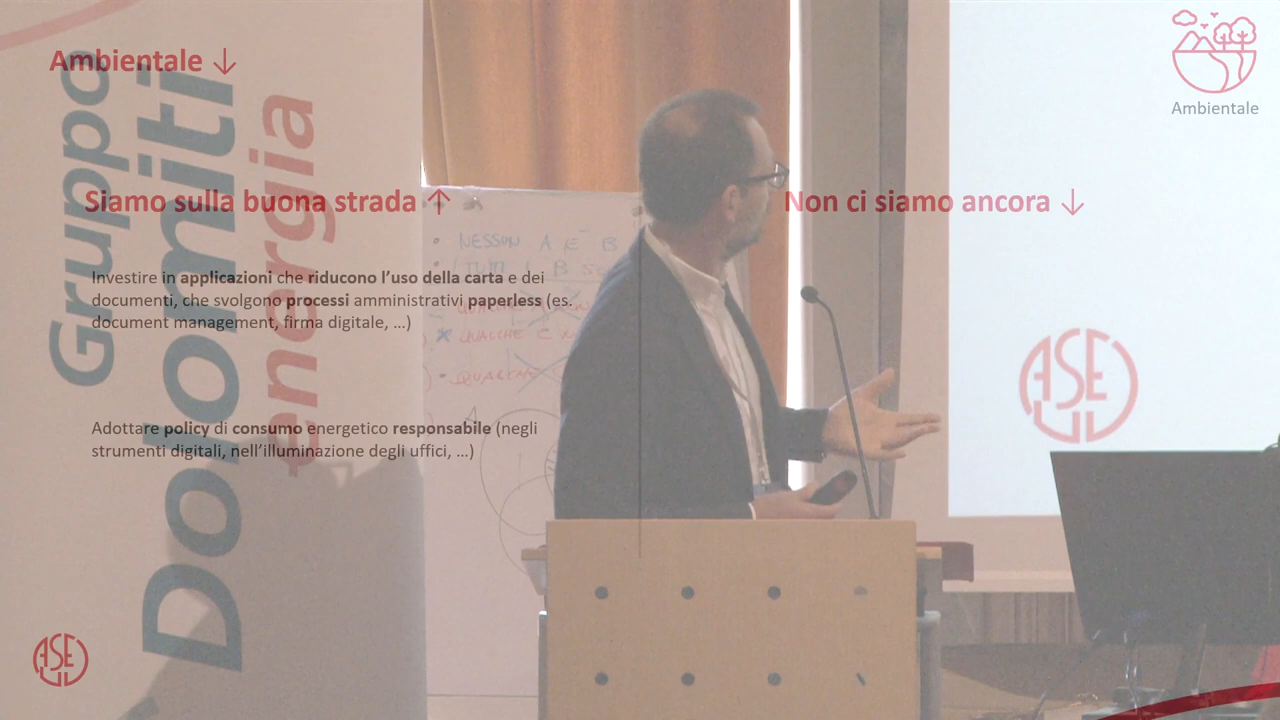 Ambientale ↓
Ambientale
Siamo sulla buona strada ↑
Investire in applicazioni che riducono l’uso della carta e dei
documenti, che svolgono processi amministrativi paperless (es.
document management, firma digitale, …)
Adottare policy di consumo energetico responsabile (negli
strumenti digitali, nell’illuminazione degli uffici, …)
Non ci siamo ancora ↓
Gruppo
Dolomiti
energia
NESSUN A E B
QUALCHE C
ASE
ASE